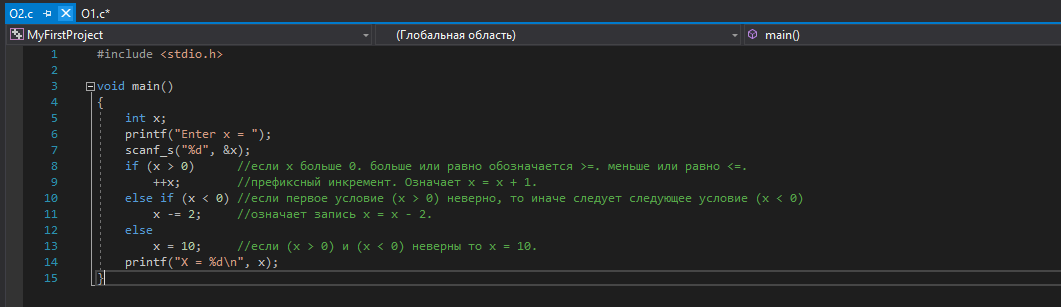 O2.c O1.c*
MyFirstProject (Глобальная область) main()
1 #include <stdio.h>
2
3 void main()
4 {
5 int x;
6 printf("Enter x = ");
7 scanf_s("%d", &x);
8 if (x > 0) //если x больше 0. больше или равно обозначается >=. меньше или равно <=.
9 ++x; //префиксный инкремент. Означает x = x + 1.
10 else if (x < 0) //если первое условие (x > 0) неверно, то иначе следует следующее условие (x < 0)
11 x -= 2; //означает запись x = x - 2.
12 else
13 x = 10; //если (x > 0) и (x < 0) неверны то x = 10.
14 printf("X = %d\n", x);
15 }